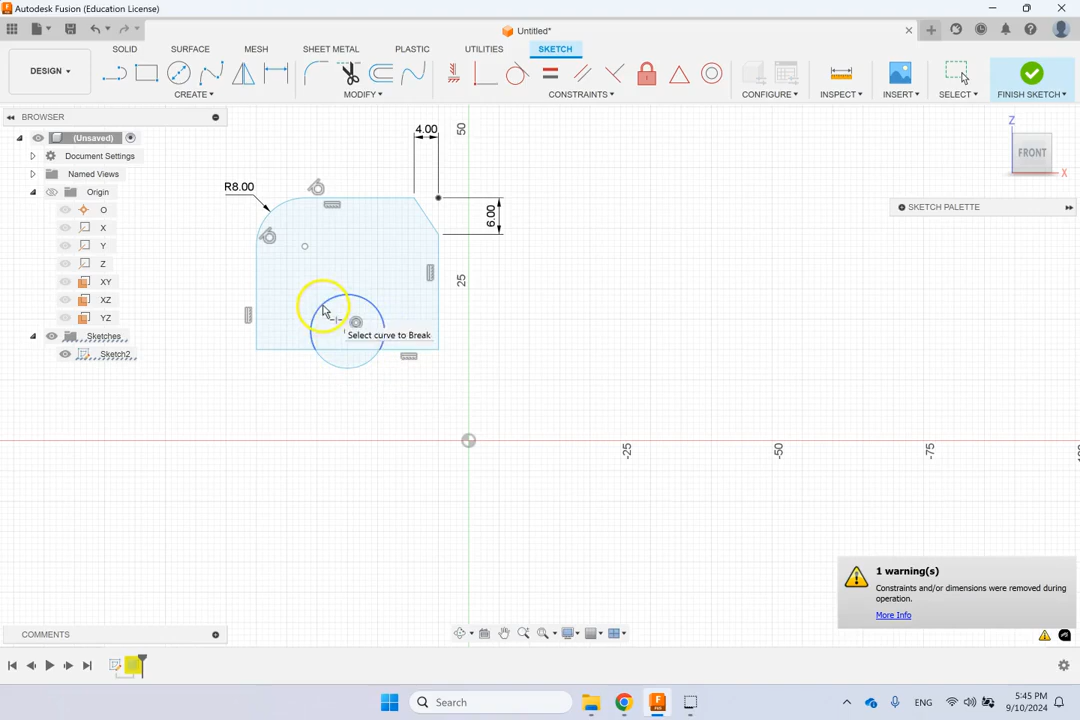 Autodesk Fusion (Education License)
Untitled*
DESIGN
SOLID SURFACE MESH SHEET METAL PLASTIC UTILITIES SKETCH
CREATE MODIFY CONSTRAINTS CONFIGURE INSPECT INSERT SELECT FINISH SKETCH
BROWSER
(Unsaved)
Document Settings
Named Views
Origin
O
X
Y
Z
XY
XZ
YZ
Sketches
Sketch2
4.00
50
R8.00
6.00
25
Select curve to Break
-25
-50
-75
Z
FRONT
X
SKETCH PALETTE
1 warning(s)
Constraints and/or dimensions were removed during
operation.
More Info
COMMENTS
Search
ENG
5:45 PM
9/10/2024